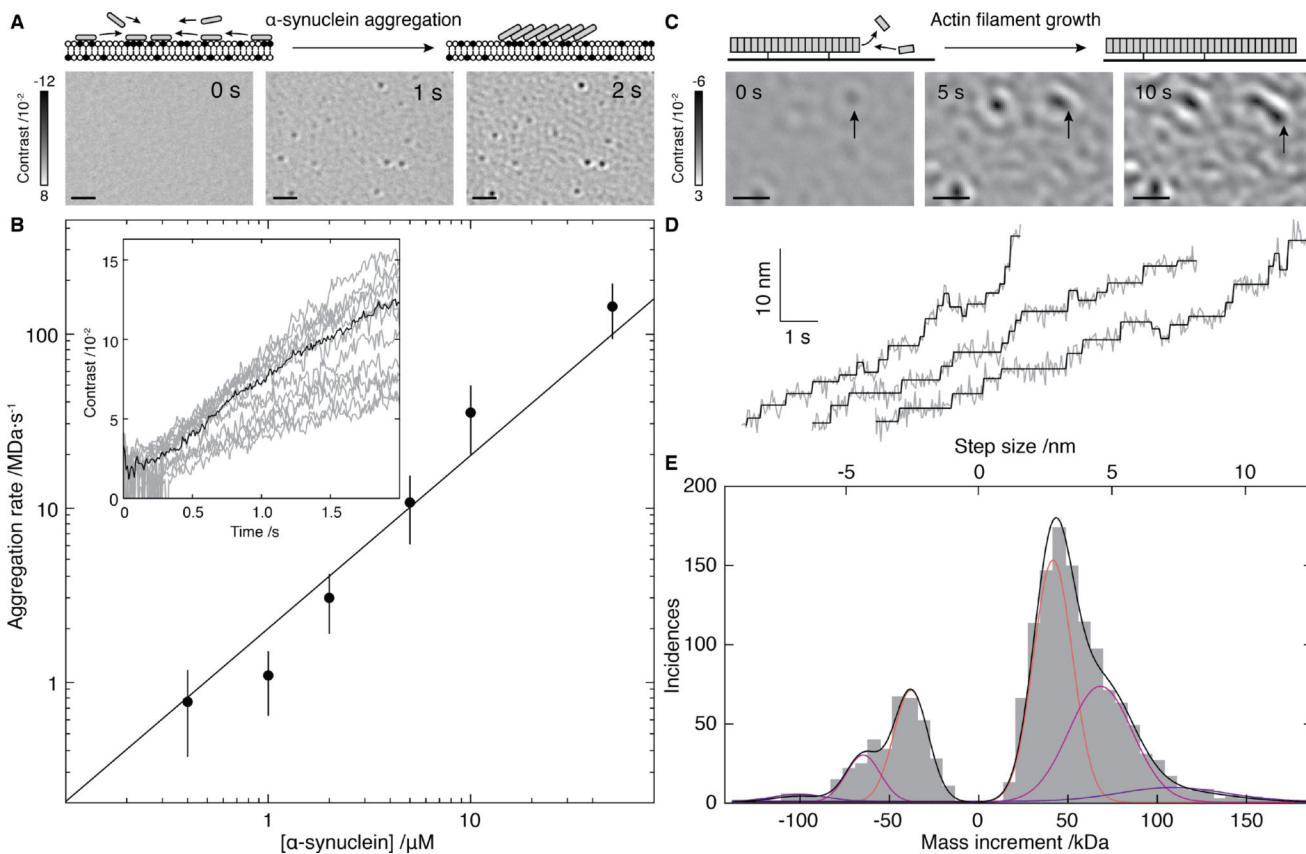 A
α-synuclein aggregation
Contrast /10⁻²
-12
8
0 s
1 s
2 s
C
Actin filament growth
Contrast /10⁻²
-6
3
0 s
5 s
10 s
B
Aggregation rate /MDa·s⁻¹
100
10
1
1
10
[α-synuclein] /μM
Contrast /10⁻²
15
10
5
0
0
0.5
1.0
1.5
Time /s
D
10 nm
1 s
E
Step size /nm
-5
0
5
10
Incidences
200
150
100
50
0
-100
-50
0
50
100
150
Mass increment /kDa